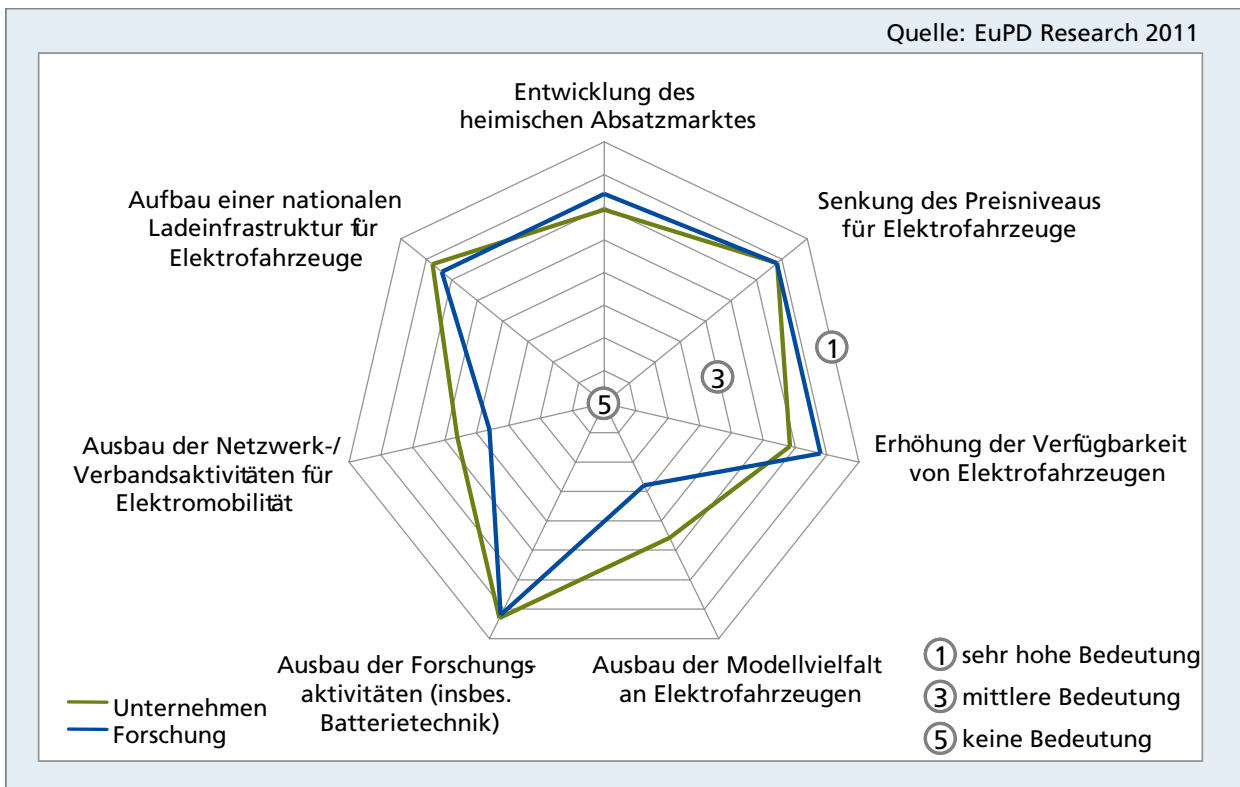 Quelle: EuPD Research 2011
Entwicklung des
heimischen Absatzmarktes
Senkung des Preisniveaus
für Elektrofahrzeuge
Erhöhung der Verfügbarkeit
von Elektrofahrzeugen
Ausbau der Modellvielfalt
an Elektrofahrzeugen
Ausbau der Forschungs-
aktivitäten (insbes.
Batterietechnik)
Ausbau der Netzwerk-/
Verbandsaktivitäten für
Elektromobilität
Aufbau einer nationalen
Ladeinfrastruktur für
Elektrofahrzeuge
1
3
5
Unternehmen
Forschung
1 sehr hohe Bedeutung
3 mittlere Bedeutung
5 keine Bedeutung